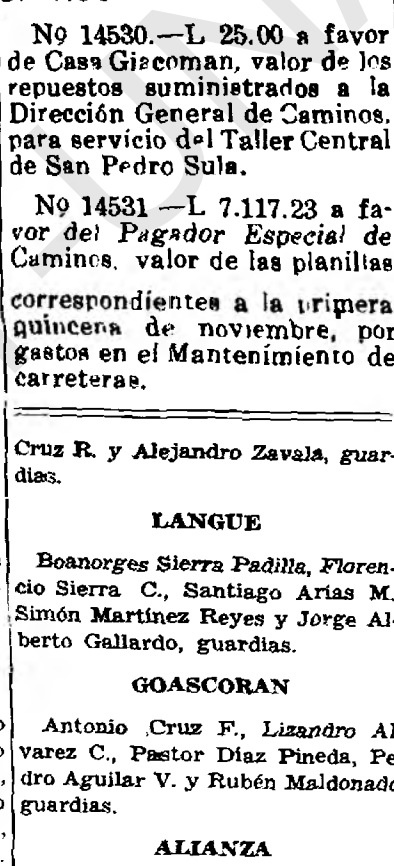 Nº 14530.—L 25.00 a favor
de Casa Giacoman, valor de los
repuestos suministrados a la
Dirección General de Caminos.
para servicio del Taller Central
de San Pedro Sula.
Nº 14531 —L 7.117.23 a fa-
vor del Pagador Especial de
Caminos. valor de las planillas
correspondientes a la primera
quincena de noviembre, por
gastos en el Mantenimiento de
carreteras.
Cruz R. y Alejandro Zavala, guar-
dias.
LANGUE
Boanorges Sierra Padilla, Floren-
cio Sierra C., Santiago Arias M.
Simón Martínez Reyes y Jorge Al-
berto Gallardo, guardias.
GOASCORAN
Antonio Cruz F., Lizandro Al
varez C., Pastor Díaz Pineda, Pe
dro Aguilar V. y Rubén Maldonado
guardias.
ALIANZA